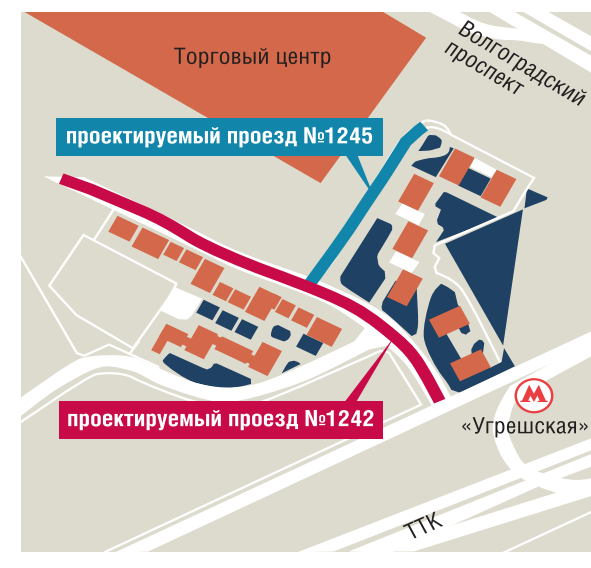 Волгоградский
проспект
Торговый центр
проектируемый проезд №1245
проектируемый проезд №1242
М
«Угрешская»
ТТК